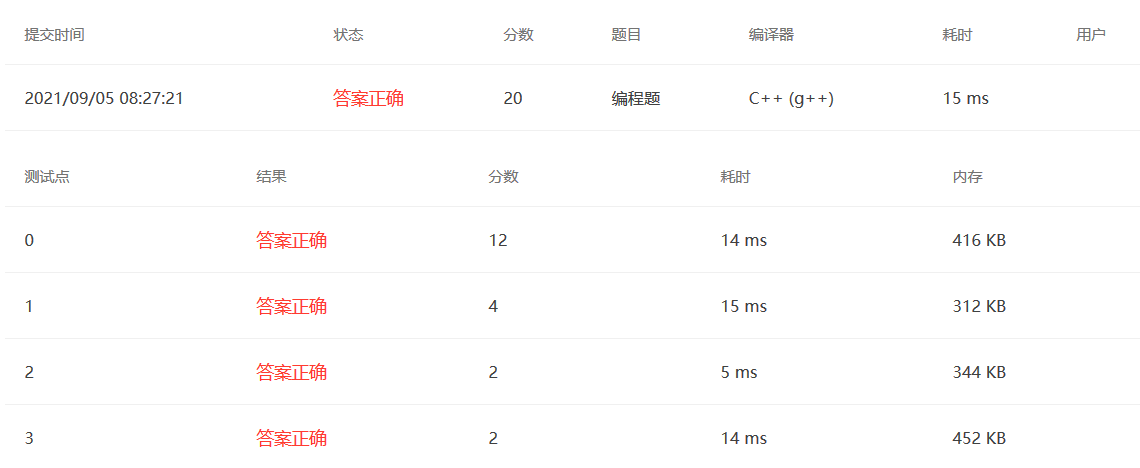 提交时间 状态 分数 题目 编译器 耗时 用户
2021/09/05 08:27:21 答案正确 20 编程题 C++ (g++) 15 ms
测试点 结果 分数 耗时 内存
0 答案正确 12 14 ms 416 KB
1 答案正确 4 15 ms 312 KB
2 答案正确 2 5 ms 344 KB
3 答案正确 2 14 ms 452 KB